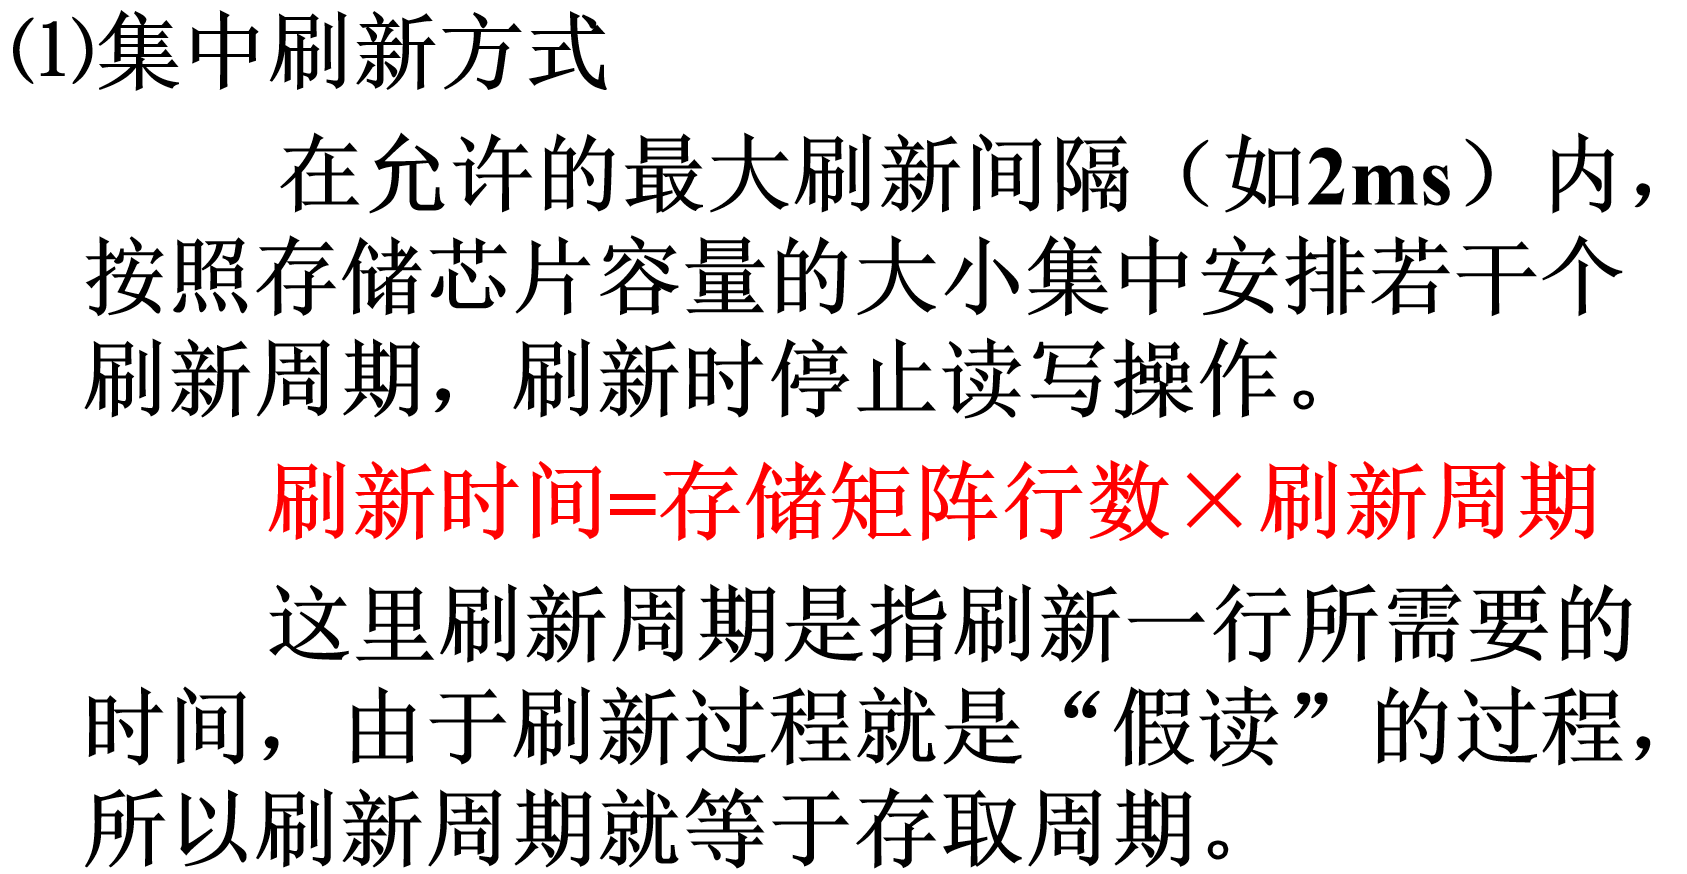 (1)集中刷新方式
在允许的最大刷新间隔（如2ms）内，
按照存储芯片容量的大小集中安排若干个
刷新周期，刷新时停止读写操作。
刷新时间=存储矩阵行数×刷新周期
这里刷新周期是指刷新一行所需要的
时间，由于刷新过程就是“假读”的过程，
所以刷新周期就等于存取周期。